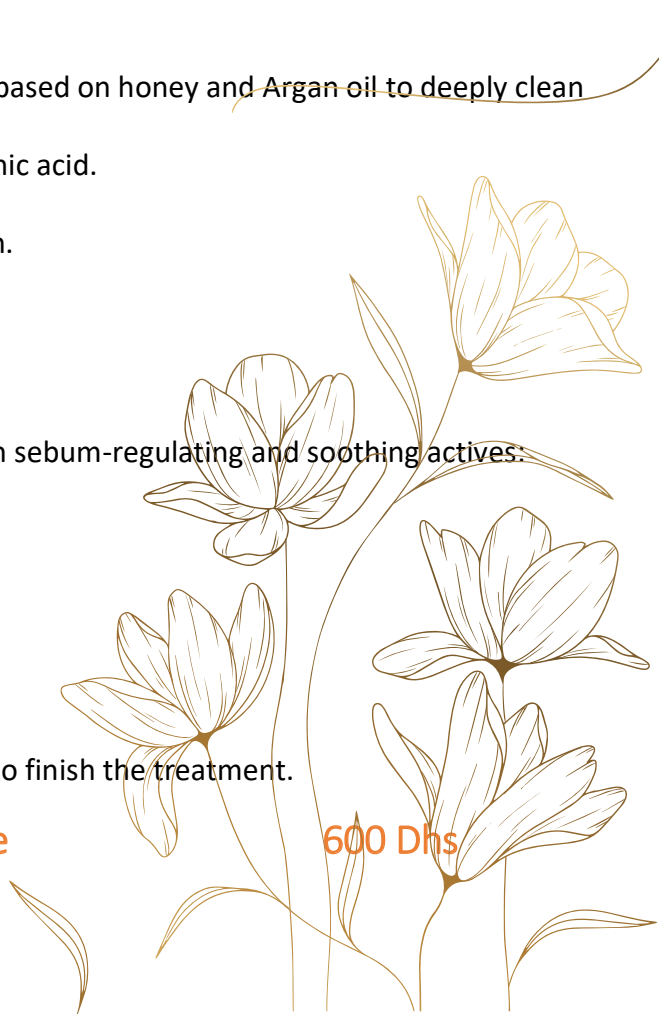 based on honey and Argan oil to deeply clean
nic acid.
n.
n sebum-regulating and soothing actives:
o finish the treatment.
e
600 Dhs